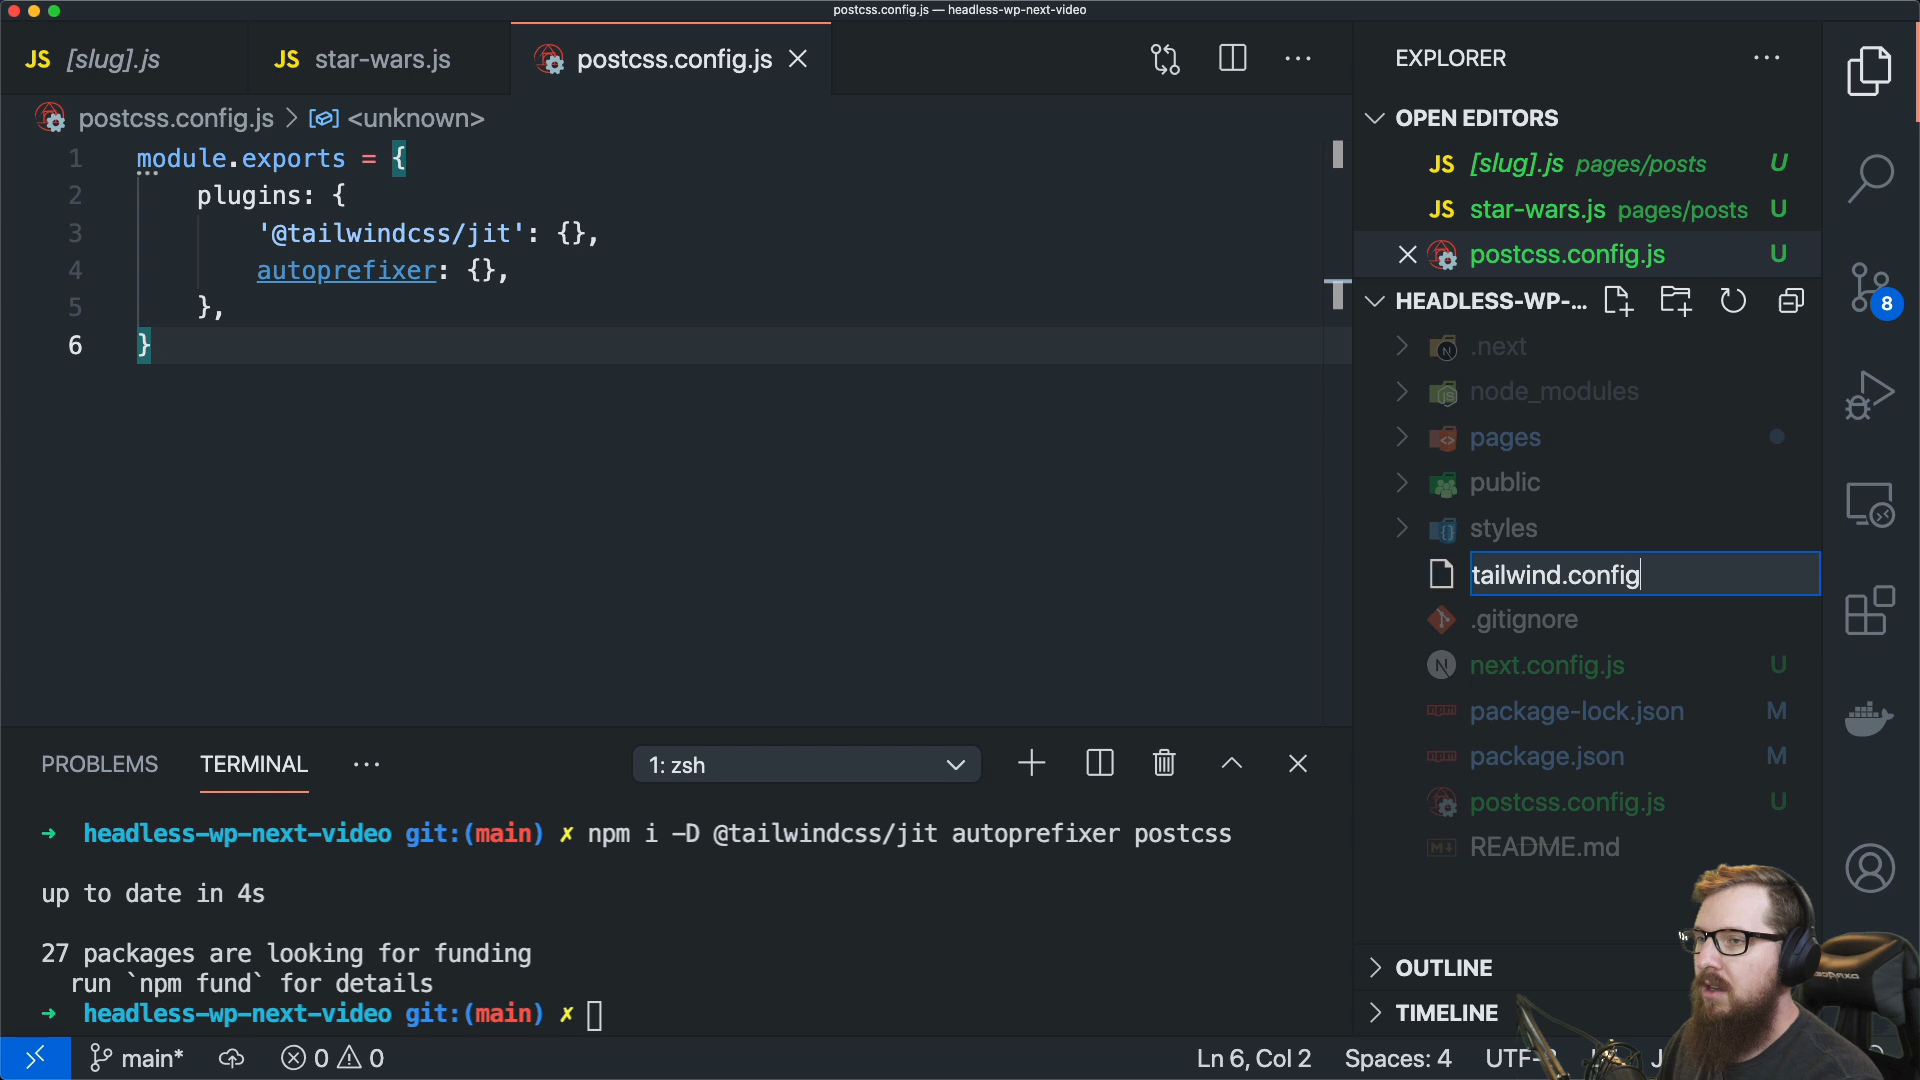 postcss.config.js — headless-wp-next-video
JS [slug].js
JS star-wars.js
postcss.config.js
postcss.config.js > <unknown>
1 module.exports = {
2 plugins: {
3 '@tailwindcss/jit': {},
4 autoprefixer: {},
5 },
6 }
PROBLEMS
TERMINAL
1: zsh
➜ headless-wp-next-video git:(main) ✗ npm i -D @tailwindcss/jit autoprefixer postcss
up to date in 4s
27 packages are looking for funding
run `npm fund` for details
➜ headless-wp-next-video git:(main) ✗
EXPLORER
OPEN EDITORS
JS [slug].js pages/posts U
JS star-wars.js pages/posts U
postcss.config.js U
HEADLESS-WP-...
.next
node_modules
pages
public
styles
tailwind.config
.gitignore
next.config.js U
package-lock.json M
package.json M
postcss.config.js U
README.md
OUTLINE
TIMELINE
8
main*
0
0
Ln 6, Col 2
Spaces: 4